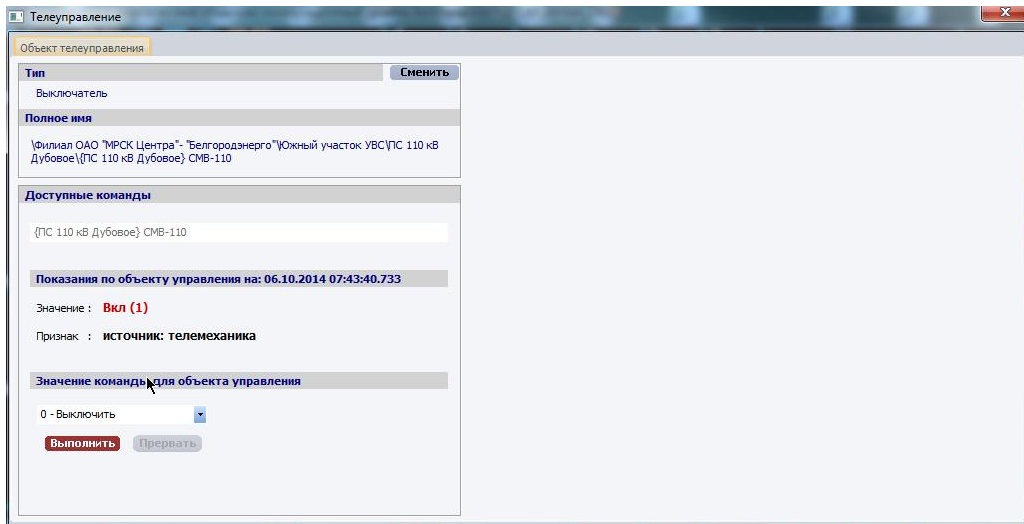 Телеуправление
Объект телеуправления
Тип
Сменить
Выключатель
Полное имя
\Филиал ОАО "МРСК Центра"- "Белгородэнерго"\Южный участок УВС\ПС 110 кВ
Дубовое\{ПС 110 кВ Дубовое} СМВ-110
Доступные команды
{ПС 110 кВ Дубовое} СМВ-110
Показания по объекту управления на: 06.10.2014 07:43:40.733
Значение : Вкл (1)
Признак : источник: телемеханика
Значение команды для объекта управления
0 - Выключить
Выполнить Прервать